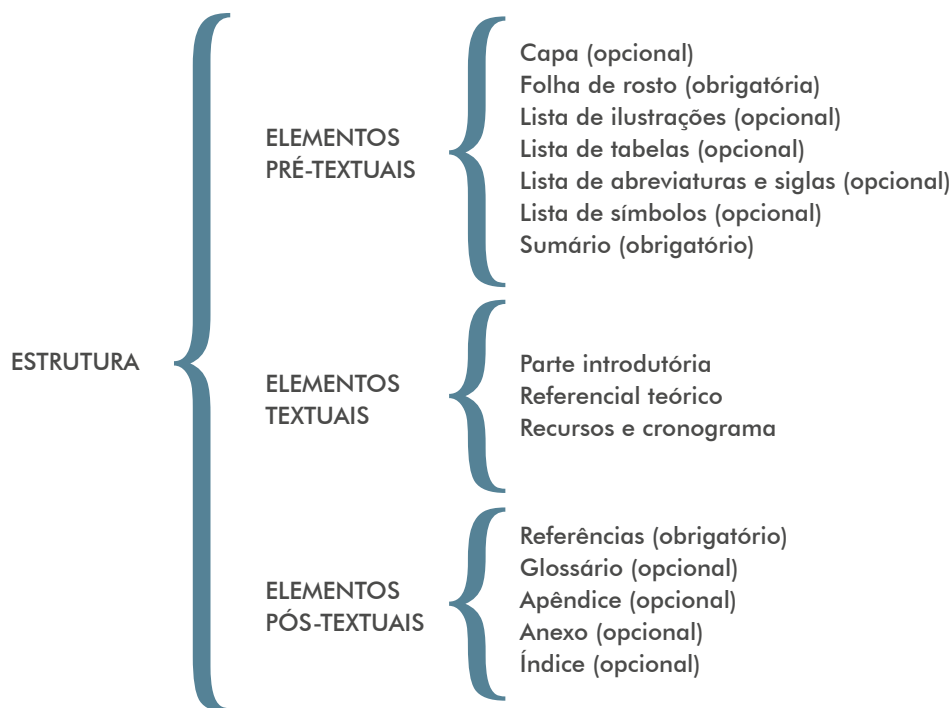 ESTRUTURA
ELEMENTOS
PRÉ-TEXTUAIS
Capa (opcional)
Folha de rosto (obrigatória)
Lista de ilustrações (opcional)
Lista de tabelas (opcional)
Lista de abreviaturas e siglas (opcional)
Lista de símbolos (opcional)
Sumário (obrigatório)
ELEMENTOS
TEXTUAIS
Parte introdutória
Referencial teórico
Recursos e cronograma
ELEMENTOS
PÓS-TEXTUAIS
Referências (obrigatório)
Glossário (opcional)
Apêndice (opcional)
Anexo (opcional)
Índice (opcional)